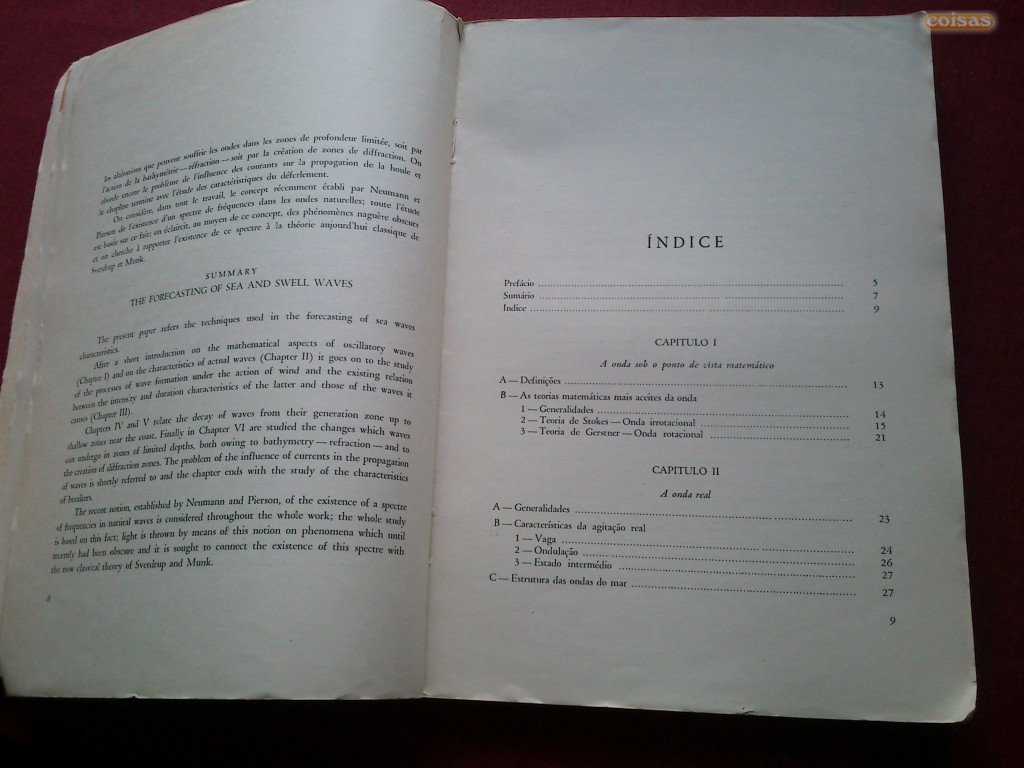 les altérations que peuvent souffrir les ondes dans les zones de profondeur limitée, soit par
l'action de la bathymétrie — réfraction — soit par la création de zones de diffraction. On
aborde encore le problème de l'influence des courants sur la propagation de la houle et
le chapître termine avec l'étude des caractéristiques du déferlement.
On considère, dans tout le travail, le concept récemment établi par Neumann et
Pierson de l'existence d'un spectre de fréquences dans les ondes naturelles; toute l'étude
est basée sur ce fait; on éclaircit, au moyen de ce concept, des phénomènes naguère obscurs
et on cherche à rapporter l'existence de ce spectre à la théorie aujourd'hui classique de
Sverdrup et Munk.
SUMMARY
THE FORECASTING OF SEA AND SWELL WAVES
The present paper refers the techniques used in the forecasting of sea waves
characteristics.
After a short introduction on the mathematical aspects of oscillatory waves
(Chapter I) and on the characteristics of actual waves (Chapter II) it goes on to the study
of the processes of wave formation under the action of wind and the existing relation
between the intensity and duration characteristics of the latter and those of the waves it
causes (Chapter III).
Chapters IV and V relate the decay of waves from their generation zone up to
shallow zones near the coast. Finally in Chapter VI are studied the changes which waves
can undergo in zones of limited depths, both owing to bathymetry — refraction — and to
the creation of diffraction zones. The problem of the influence of currents in the propagation
of waves is shortly referred to and the chapter ends with the study of the characteristics
of breakers.
The recent notion, established by Neumann and Pierson, of the existence of a spectre
of frequencies in natural waves is considered throughout the whole work; the whole study
is based on this fact; light is thrown by means of this notion on phenomena which until
recently had been obscure and it is sought to connect the existence of this spectre with
the now classical theory of Sverdrup and Munk.
8
coisas
ÍNDICE
Prefácio ........ 5
Sumário ........ 7
Índice ........ 9
CAPITULO I
A onda sob o ponto de vista matemático
A — Definições ........ 13
B — As teorias matemáticas mais aceites da onda
1 — Generalidades ........ 14
2 — Teoria de Stokes — Onda irrotacional ........ 15
3 — Teoria de Gerstner — Onda rotacional ........ 21
CAPITULO II
A onda real
A — Generalidades ........ 23
B — Características da agitação real
1 — Vaga ........ 24
2 — Ondulação ........ 26
3 — Estado intermédio ........ 27
C — Estrutura das ondas do mar ........ 27
9